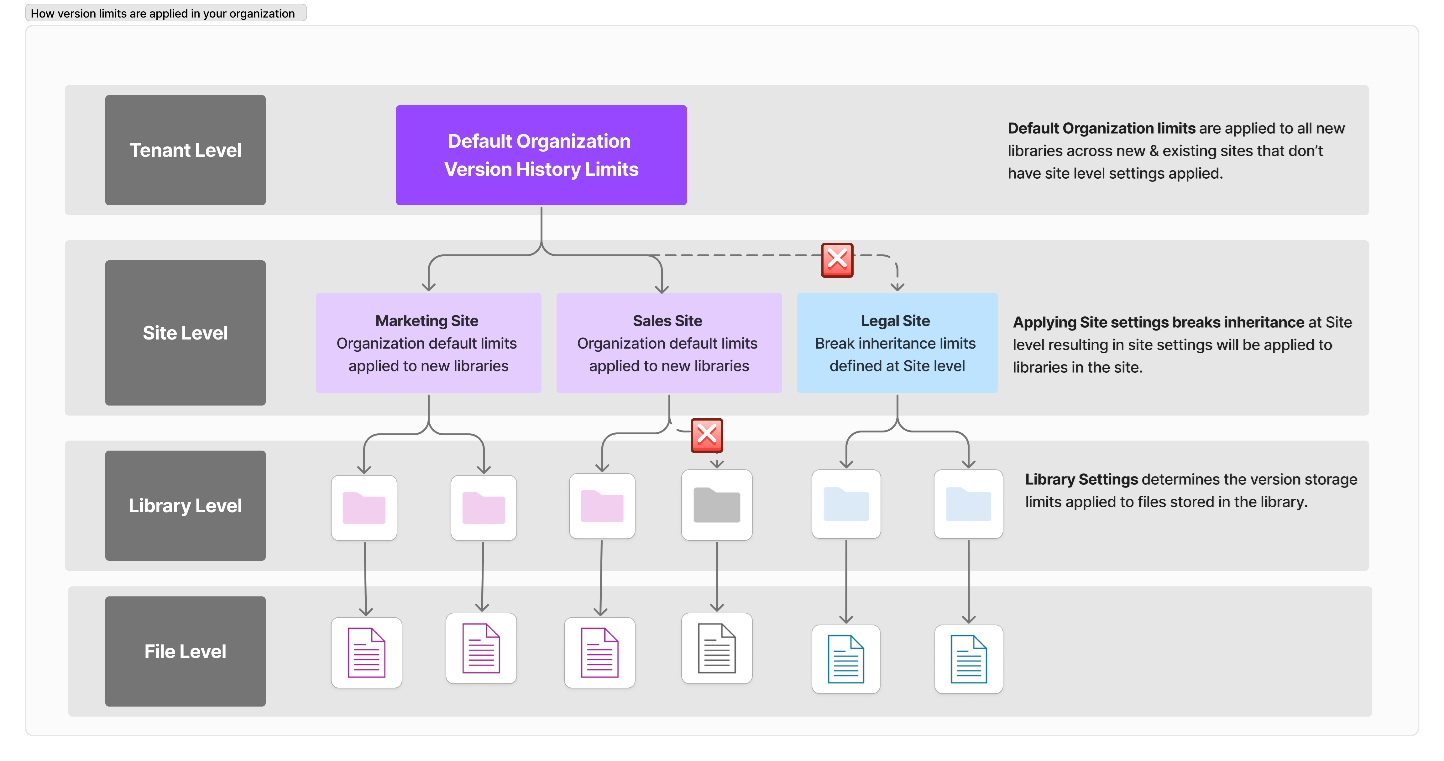 How version limits are applied in your organization
Tenant Level
Default Organization
Version History Limits
Default Organization limits are applied to all new
libraries across new & existing sites that don’t
have site level settings applied.
Site Level
Marketing Site
Organization default limits
applied to new libraries
Sales Site
Organization default limits
applied to new libraries
Legal Site
Break inheritance limits
defined at Site level
Applying Site settings breaks inheritance at Site
level resulting in site settings will be applied to
libraries in the site.
Library Level
Library Settings determines the version storage
limits applied to files stored in the library.
File Level